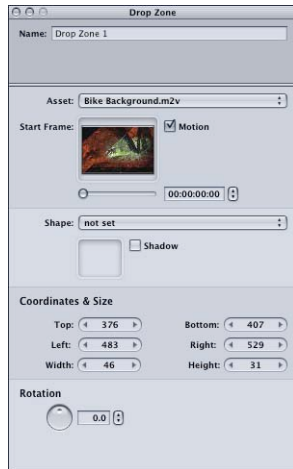 Drop Zone
Name: Drop Zone 1
Asset: Bike Background.m2v
Start Frame: Motion
00:00:00:00
Shape: not set
Shadow
Coordinates & Size
Top: 376 Bottom: 407
Left: 483 Right: 529
Width: 46 Height: 31
Rotation
0.0